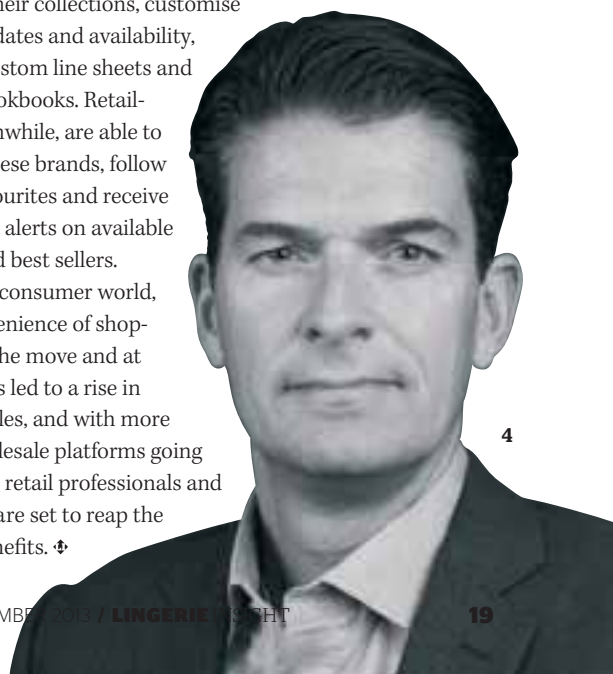 heir collections, customise
dates and availability,
stom line sheets and
okbooks. Retail-
nwhile, are able to
ese brands, follow
ourites and receive
alerts on available
d best sellers.
consumer world,
enience of shop-
he move and at
s led to a rise in
les, and with more
lesale platforms going
retail professionals and
are set to reap the
nefits.
4
MBER 2013 / LINGERIE INSIGHT
19